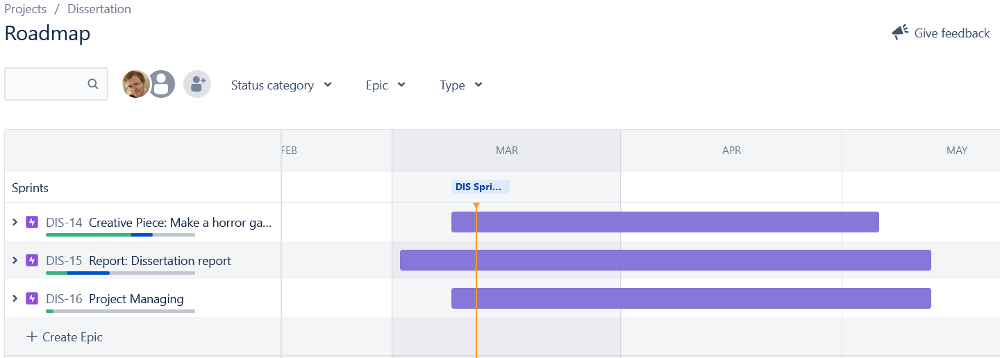 Projects / Dissertation
Roadmap
Give feedback
Status category
Epic
Type
FEB
MAR
APR
MAY
Sprints
DIS Spri...
DIS-14 Creative Piece: Make a horror ga...
DIS-15 Report: Dissertation report
DIS-16 Project Managing
+ Create Epic